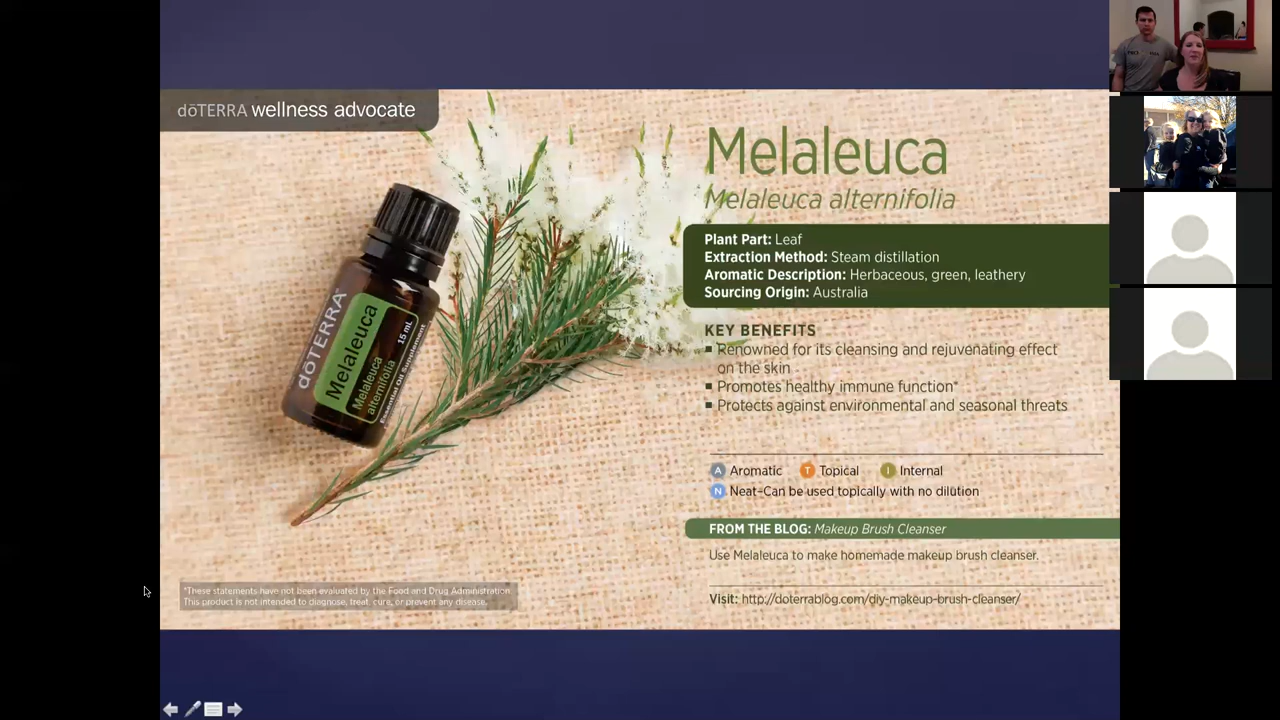 dōTERRA wellness advocate
Melaleuca
Melaleuca alternifolia
Plant Part: Leaf
Extraction Method: Steam distillation
Aromatic Description: Herbaceous, green, leathery
Sourcing Origin: Australia
KEY BENEFITS
▪ Renowned for its cleansing and rejuvenating effect
on the skin
▪ Promotes healthy immune function*
▪ Protects against environmental and seasonal threats
A Aromatic T Topical I Internal
N Neat–Can be used topically with no dilution
FROM THE BLOG: Makeup Brush Cleanser
Use Melaleuca to make homemade makeup brush cleanser.
Visit: http://doterrablog.com/diy-makeup-brush-cleanser/
dōTERRA
Melaleuca
Melaleuca
alternifolia
15 mL
Essential Oil Supplement
*These statements have not been evaluated by the Food and Drug Administration.
This product is not intended to diagnose, treat, cure, or prevent any disease.